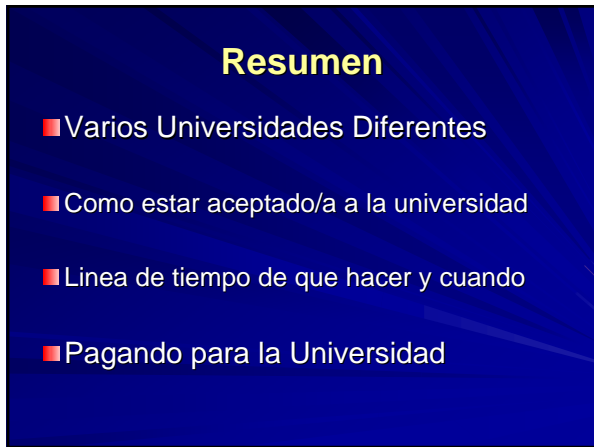 Resumen
Varios Universidades Diferentes
Como estar aceptado/a a la universidad
Linea de tiempo de que hacer y cuando
Pagando para la Universidad